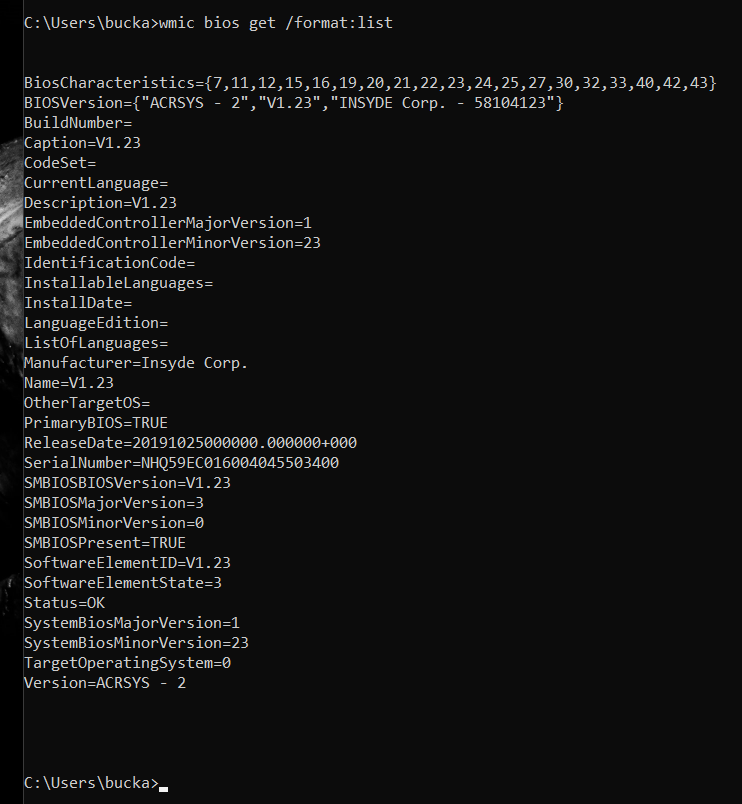 C:\Users\bucka>wmic bios get /format:list
BiosCharacteristics={7,11,12,15,16,19,20,21,22,23,24,25,27,30,32,33,40,42,43}
BIOSVersion={"ACRSYS - 2","V1.23","INSYDE Corp. - 58104123"}
BuildNumber=
Caption=V1.23
CodeSet=
CurrentLanguage=
Description=V1.23
EmbeddedControllerMajorVersion=1
EmbeddedControllerMinorVersion=23
IdentificationCode=
InstallableLanguages=
InstallDate=
LanguageEdition=
ListOfLanguages=
Manufacturer=Insyde Corp.
Name=V1.23
OtherTargetOS=
PrimaryBIOS=TRUE
ReleaseDate=20191025000000.000000+000
SerialNumber=NHQ59EC016004045503400
SMBIOSBIOSVersion=V1.23
SMBIOSMajorVersion=3
SMBIOSMinorVersion=0
SMBIOSPresent=TRUE
SoftwareElementID=V1.23
SoftwareElementState=3
Status=OK
SystemBiosMajorVersion=1
SystemBiosMinorVersion=23
TargetOperatingSystem=0
Version=ACRSYS - 2
C:\Users\bucka>